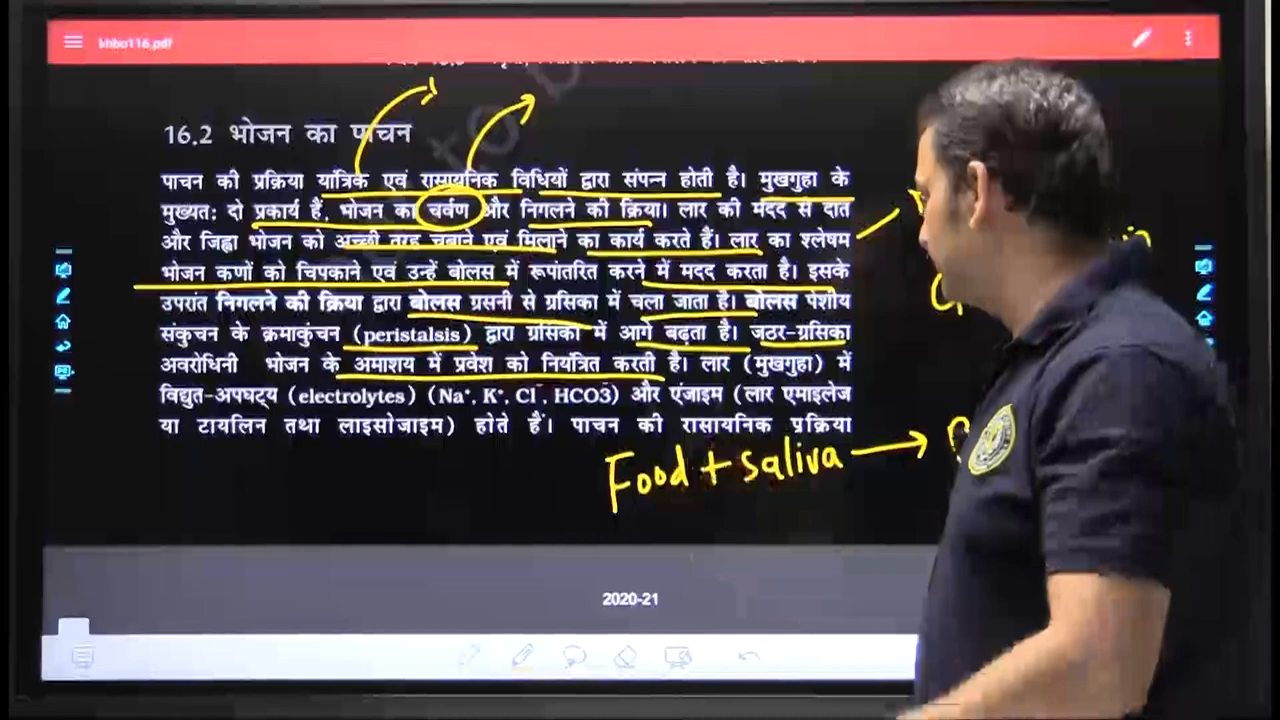 khbo116.pdf
16.2 भोजन का पाचन
पाचन की प्रक्रिया यांत्रिक एवं रासायनिक विधियों द्वारा संपन्न होती है। मुखगुहा के
मुख्यत: दो प्रकार्य हैं, भोजन का चर्वण और निगलने की क्रिया। लार की मदद से दांत
और जिह्वा भोजन को अच्छी तरह चबाने एवं मिलाने का कार्य करते हैं। लार का श्लेषम
भोजन कणों को चिपकाने एवं उन्हें बोलस में रूपांतरित करने में मदद करता है। इसके
उपरांत निगलने की क्रिया द्वारा बोलस ग्रसनी से ग्रसिका में चला जाता है। बोलस पेशीय
संकुचन के क्रमाकुंचन (peristalsis) द्वारा ग्रसिका में आगे बढ़ता है। जठर-ग्रसिका
अवरोधिनी भोजन के अमाशय में प्रवेश को नियंत्रित करती है। लार (मुखगुहा) में
विद्युत-अपघट्य (electrolytes) (Na⁺, K⁺, Cl⁻, HCO3) और एंजाइम (लार एमाइलेज
या टायलिन तथा लाइसोजाइम) होते हैं। पाचन की रासायनिक प्रक्रिया
Food + saliva →
2020-21